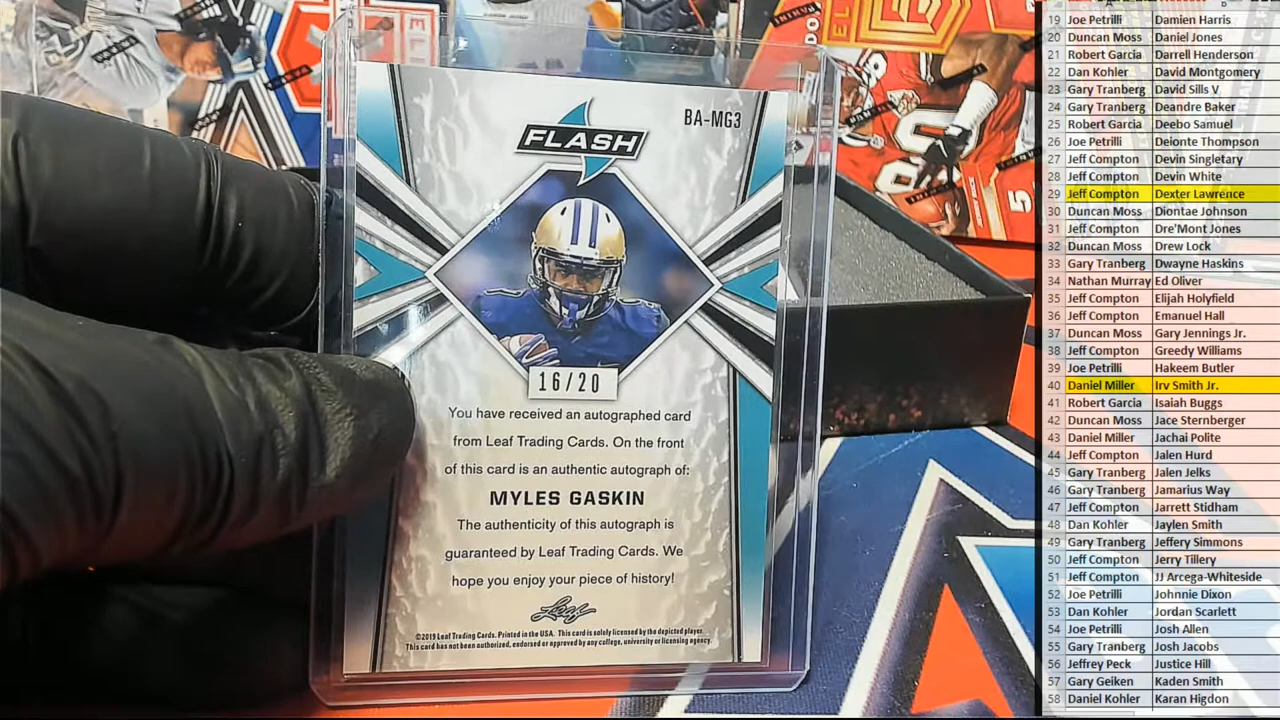 FLASH
BA-MG3
16/20
You have received an autographed card
from Leaf Trading Cards. On the front
of this card is an authentic autograph of:
MYLES GASKIN
The authenticity of this autograph is
guaranteed by Leaf Trading Cards. We
hope you enjoy your piece of history!
Leaf
©2019 Leaf Trading Cards. Printed in the USA. This card is solely licensed by the depicted player.
This card has not been authorized, endorsed or approved by any college, university or licensing agency.
19 Joe Petrilli Damien Harris
20 Duncan Moss Daniel Jones
21 Robert Garcia Darrell Henderson
22 Dan Kohler David Montgomery
23 Gary Tranberg David Sills V
24 Gary Tranberg Deandre Baker
25 Robert Garcia Deebo Samuel
26 Joe Petrilli Deionte Thompson
27 Jeff Compton Devin Singletary
28 Jeff Compton Devin White
29 Jeff Compton Dexter Lawrence
30 Duncan Moss Diontae Johnson
31 Jeff Compton Dre'Mont Jones
32 Duncan Moss Drew Lock
33 Gary Tranberg Dwayne Haskins
34 Nathan Murray Ed Oliver
35 Jeff Compton Elijah Holyfield
36 Jeff Compton Emanuel Hall
37 Duncan Moss Gary Jennings Jr.
38 Jeff Compton Greedy Williams
39 Joe Petrilli Hakeem Butler
40 Daniel Miller Irv Smith Jr.
41 Robert Garcia Isaiah Buggs
42 Duncan Moss Jace Sternberger
43 Daniel Miller Jachai Polite
44 Jeff Compton Jalen Hurd
45 Gary Tranberg Jalen Jelks
46 Gary Tranberg Jamarius Way
47 Jeff Compton Jarrett Stidham
48 Dan Kohler Jaylen Smith
49 Gary Tranberg Jeffery Simmons
50 Jeff Compton Jerry Tillery
51 Jeff Compton JJ Arcega-Whiteside
52 Joe Petrilli Johnnie Dixon
53 Dan Kohler Jordan Scarlett
54 Joe Petrilli Josh Allen
55 Gary Tranberg Josh Jacobs
56 Jeffrey Peck Justice Hill
57 Gary Geiken Kaden Smith
58 Daniel Kohler Karan Higdon